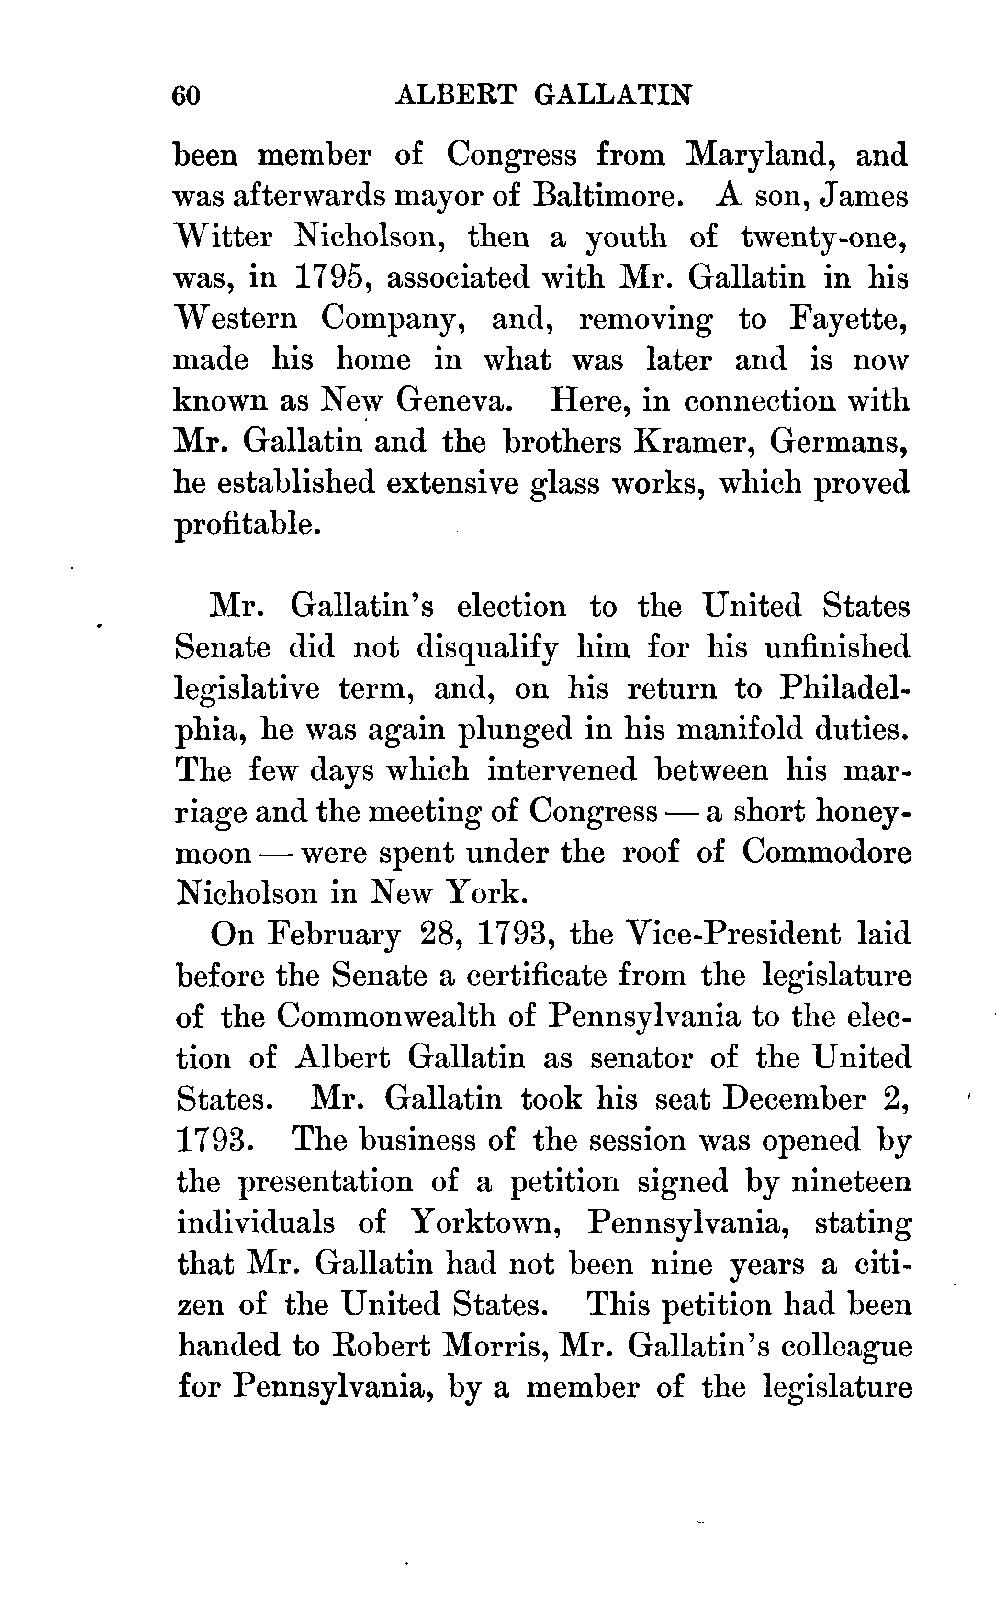 60 ALBERT GALLATIN
been member of Congress from Maryland, and
was afterwards mayor of Baltimore. A son, James
Witter Nicholson, then a youth of twenty-one,
was, in 1795, associated with Mr. Gallatin in his
Western Company, and, removing to Fayette,
made his home in what was later and is now
known as New Geneva. Here, in connection with
Mr. Gallatin and the brothers Kramer, Germans,
he established extensive glass works, which proved
profitable.
Mr. Gallatin's election to the United States
Senate did not disqualify him for his unfinished
legislative term, and, on his return to Philadel-
phia, he was again plunged in his manifold duties.
The few days which intervened between his mar-
riage and the meeting of Congress — a short honey-
moon — were spent under the roof of Commodore
Nicholson in New York.
On February 28, 1793, the Vice-President laid
before the Senate a certificate from the legislature
of the Commonwealth of Pennsylvania to the elec-
tion of Albert Gallatin as senator of the United
States. Mr. Gallatin took his seat December 2,
1793. The business of the session was opened by
the presentation of a petition signed by nineteen
individuals of Yorktown, Pennsylvania, stating
that Mr. Gallatin had not been nine years a citi-
zen of the United States. This petition had been
handed to Robert Morris, Mr. Gallatin's colleague
for Pennsylvania, by a member of the legislature